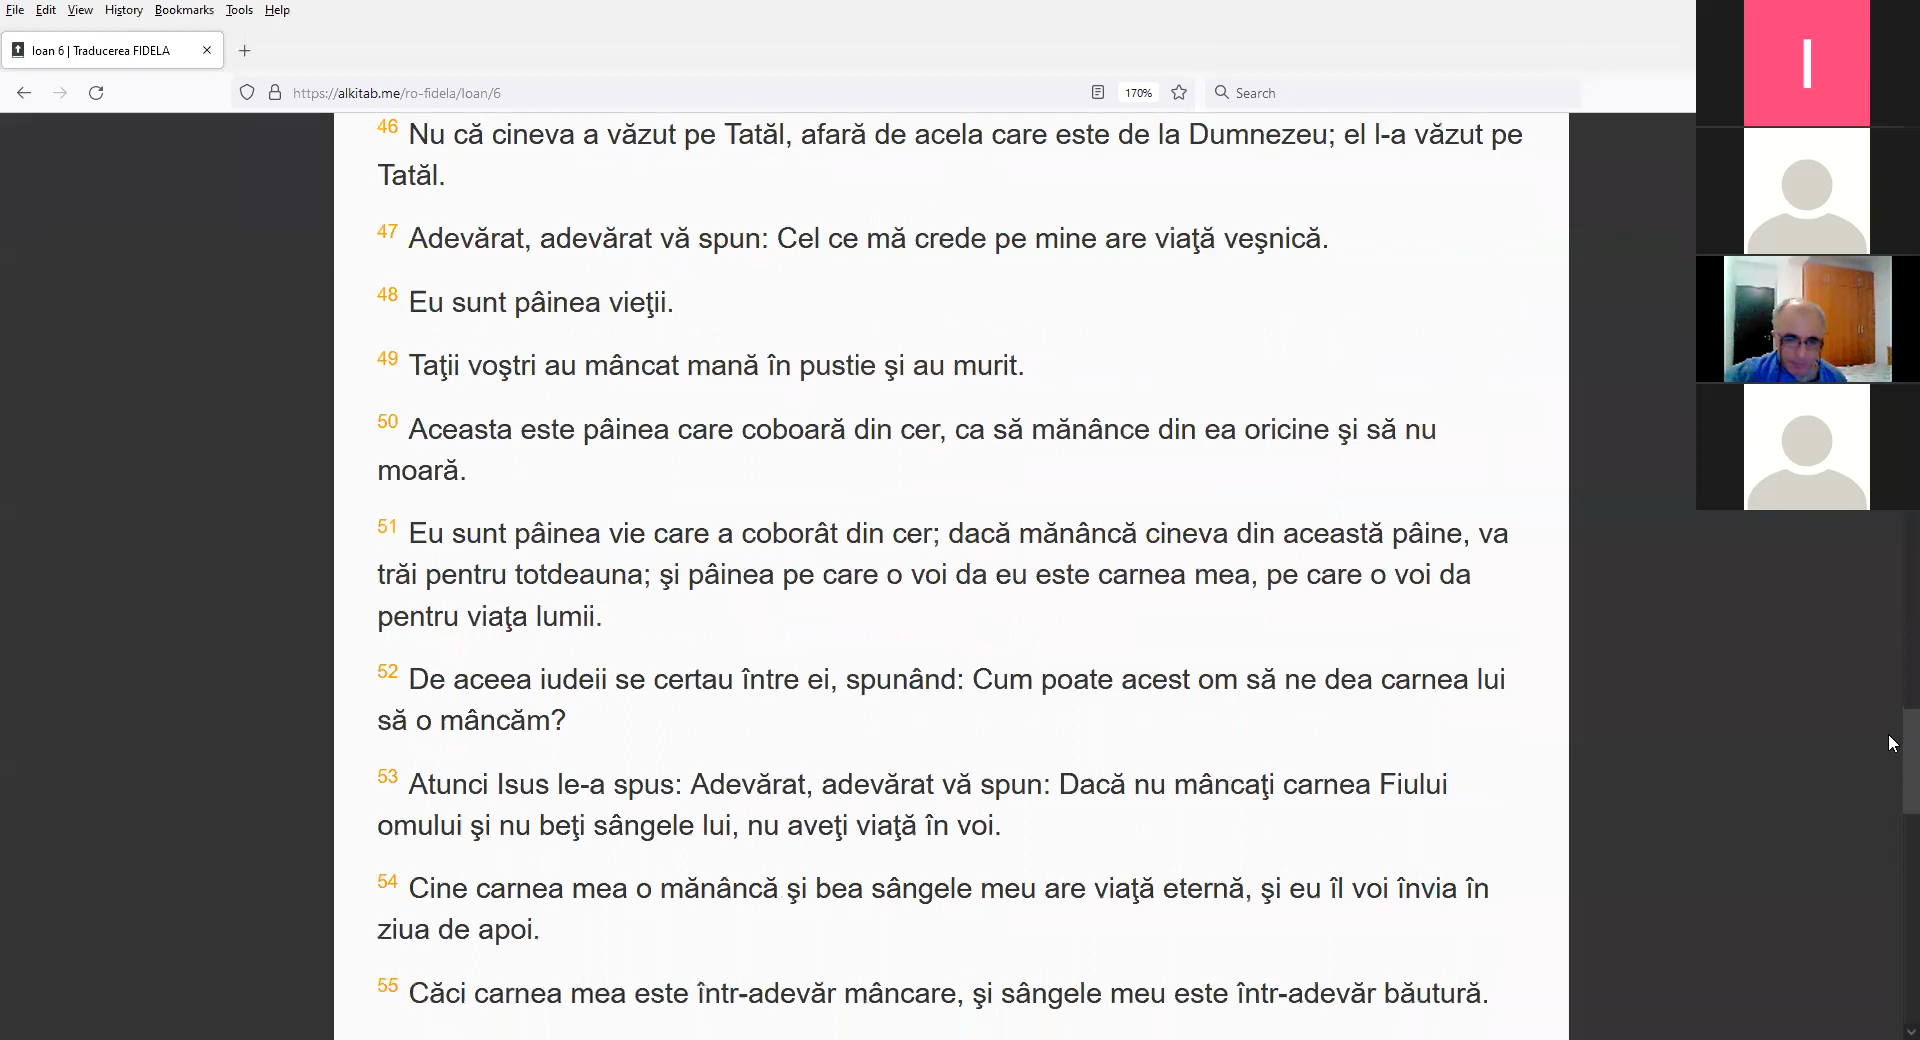 File Edit View History Bookmarks Tools Help
Ioan 6 | Traducerea FIDELA
https://alkitab.me/ro-fidela/Ioan/6 170% Search
I
46 Nu că cineva a văzut pe Tatăl, afară de acela care este de la Dumnezeu; el l-a văzut pe
Tatăl.
47 Adevărat, adevărat vă spun: Cel ce mă crede pe mine are viaţă veşnică.
48 Eu sunt pâinea vieţii.
49 Taţii voştri au mâncat mană în pustie şi au murit.
50 Aceasta este pâinea care coboară din cer, ca să mănânce din ea oricine şi să nu
moară.
51 Eu sunt pâinea vie care a coborât din cer; dacă mănâncă cineva din această pâine, va
trăi pentru totdeauna; şi pâinea pe care o voi da eu este carnea mea, pe care o voi da
pentru viaţa lumii.
52 De aceea iudeii se certau între ei, spunând: Cum poate acest om să ne dea carnea lui
să o mâncăm?
53 Atunci Isus le-a spus: Adevărat, adevărat vă spun: Dacă nu mâncaţi carnea Fiului
omului şi nu beţi sângele lui, nu aveţi viaţă în voi.
54 Cine carnea mea o mănâncă şi bea sângele meu are viaţă eternă, şi eu îl voi învia în
ziua de apoi.
55 Căci carnea mea este într-adevăr mâncare, şi sângele meu este într-adevăr băutură.